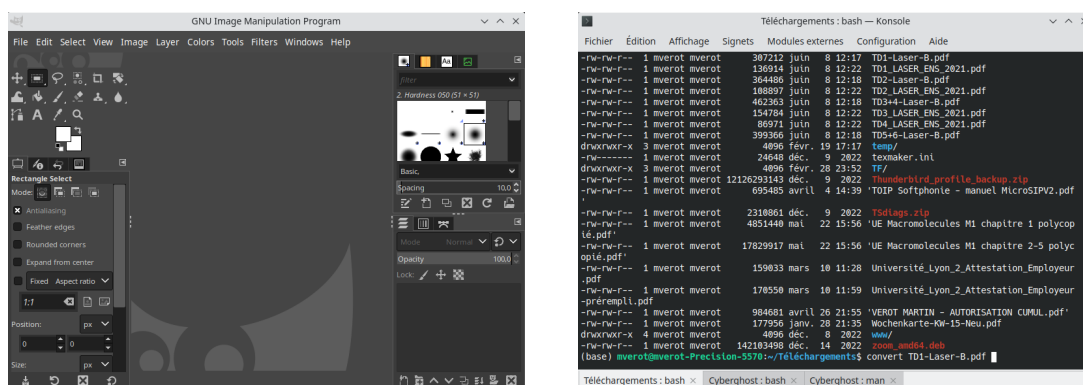 GNU Image Manipulation Program
File Edit Select View Image Layer Colors Tools Filters Windows Help
Aa
filter
2. Hardness 050 (51 × 51)
Basic,
Spacing 10.0
Rectangle Select
Mode:
Antialiasing
Feather edges
Rounded corners
Expand from center
Fixed Aspect ratio
1:1
Position: px
0 0
Size: px
Mode Normal
Opacity 100.0
Lock:
Téléchargements : bash — Konsole
Fichier Édition Affichage Signets Modules externes Configuration Aide
-rw-rw-r-- 1 mverot mverot 307212 juin 8 12:17 TD1-Laser-B.pdf
-rw-rw-r-- 1 mverot mverot 136914 juin 8 12:22 TD1_LASER_ENS_2021.pdf
-rw-rw-r-- 1 mverot mverot 364486 juin 8 12:18 TD2-Laser-B.pdf
-rw-rw-r-- 1 mverot mverot 108897 juin 8 12:22 TD2_LASER_ENS_2021.pdf
-rw-rw-r-- 1 mverot mverot 462363 juin 8 12:18 TD3+4-Laser-B.pdf
-rw-rw-r-- 1 mverot mverot 154784 juin 8 12:22 TD3_LASER_ENS_2021.pdf
-rw-rw-r-- 1 mverot mverot 86971 juin 8 12:22 TD4_LASER_ENS_2021.pdf
-rw-rw-r-- 1 mverot mverot 399366 juin 8 12:18 TD5+6-Laser-B.pdf
drwxrwxr-x 3 mverot mverot 4096 févr. 19 17:17 temp/
-rw------- 1 mverot mverot 24648 déc. 9 2022 texmaker.ini
drwxrwxr-x 3 mverot mverot 4096 févr. 28 23:52 TF/
-rw-rw-r-- 1 mverot mverot 12126293143 déc. 9 2022 Thunderbird_profile_backup.zip
-rw-rw-r-- 1 mverot mverot 695485 avril 4 14:39 'TOIP Softphonie - manuel MicroSIPV2.pdf
'
-rw-rw-r-- 1 mverot mverot 2310861 déc. 9 2022 TSdiags.zip
-rw-rw-r-- 1 mverot mverot 4851440 mai 22 15:56 'UE Macromolecules M1 chapitre 1 polycop
ié.pdf'
-rw-rw-r-- 1 mverot mverot 17829917 mai 22 15:56 'UE Macromolecules M1 chapitre 2-5 polyc
opié.pdf'
-rw-rw-r-- 1 mverot mverot 159033 mars 10 11:28 Université_Lyon_2_Attestation_Employeur
.pdf
-rw-rw-r-- 1 mverot mverot 170550 mars 10 11:59 Université_Lyon_2_Attestation_Employeur
-prérempli.pdf
-rw-rw-r-- 1 mverot mverot 984681 avril 26 21:55 'VEROT MARTIN - AUTORISATION CUMUL.pdf'
-rw-rw-r-- 1 mverot mverot 177956 janv. 28 21:35 Wochenkarte-KW-15-Neu.pdf
drwxrwxr-x 4 mverot mverot 4096 déc. 8 2022 www/
-rw-rw-r-- 1 mverot mverot 142103498 déc. 14 2022 zoom_amd64.deb
(base) mverot@mverot-Precision-5570:~/Téléchargements$ convert TD1-Laser-B.pdf
Téléchargements : bash × Cyberghost : bash × Cyberghost : man ×